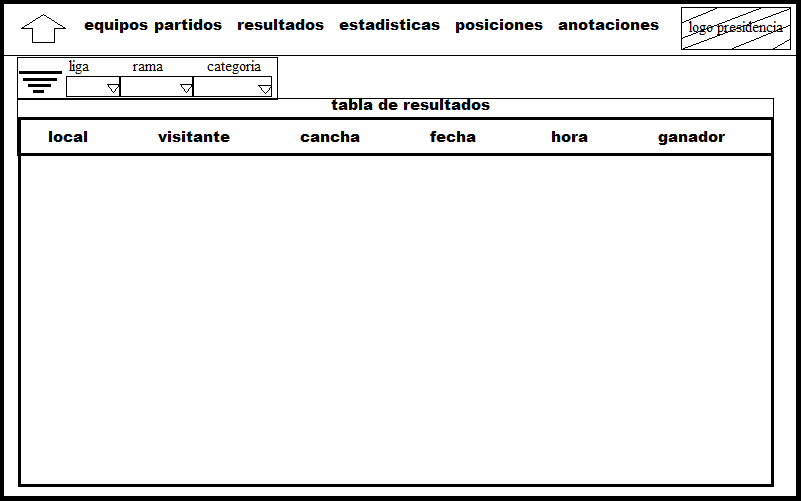 equipos partidos resultados estadisticas posiciones anotaciones logo presidencia
liga rama categoria
tabla de resultados
local visitante cancha fecha hora ganador